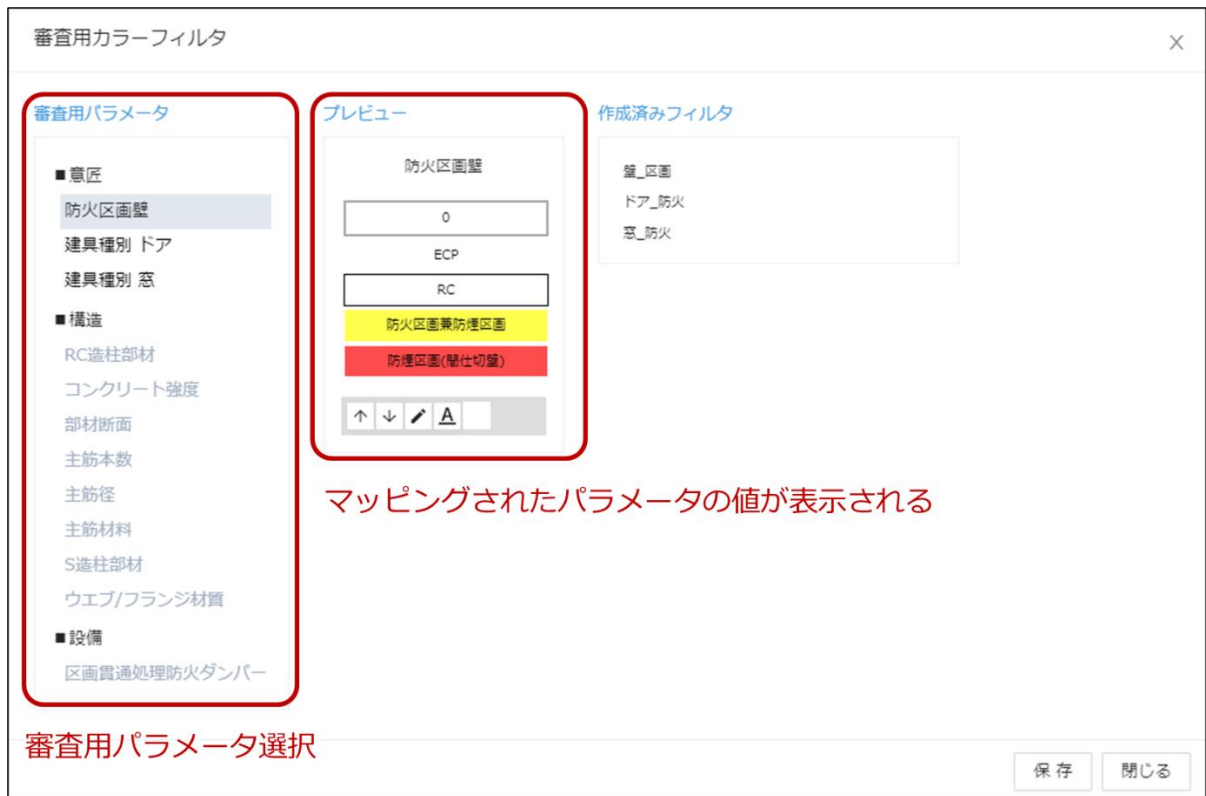 審査用カラーフィルタ
審査用パラメータ
■意匠
防火区画壁
建具種別 ドア
建具種別 窓
■構造
RC造柱部材
コンクリート強度
部材断面
主筋本数
主筋径
主筋材料
S造柱部材
ウエブ/フランジ材質
■設備
区画貫通処理防火ダンパー
審査用パラメータ選択
プレビュー
防火区画壁
0
ECP
RC
防火区画兼防煙区画
防煙区画(間仕切壁)
A
マッピングされたパラメータの値が表示される
作成済みフィルタ
壁_区画
ドア_防火
窓_防火
保存 閉じる